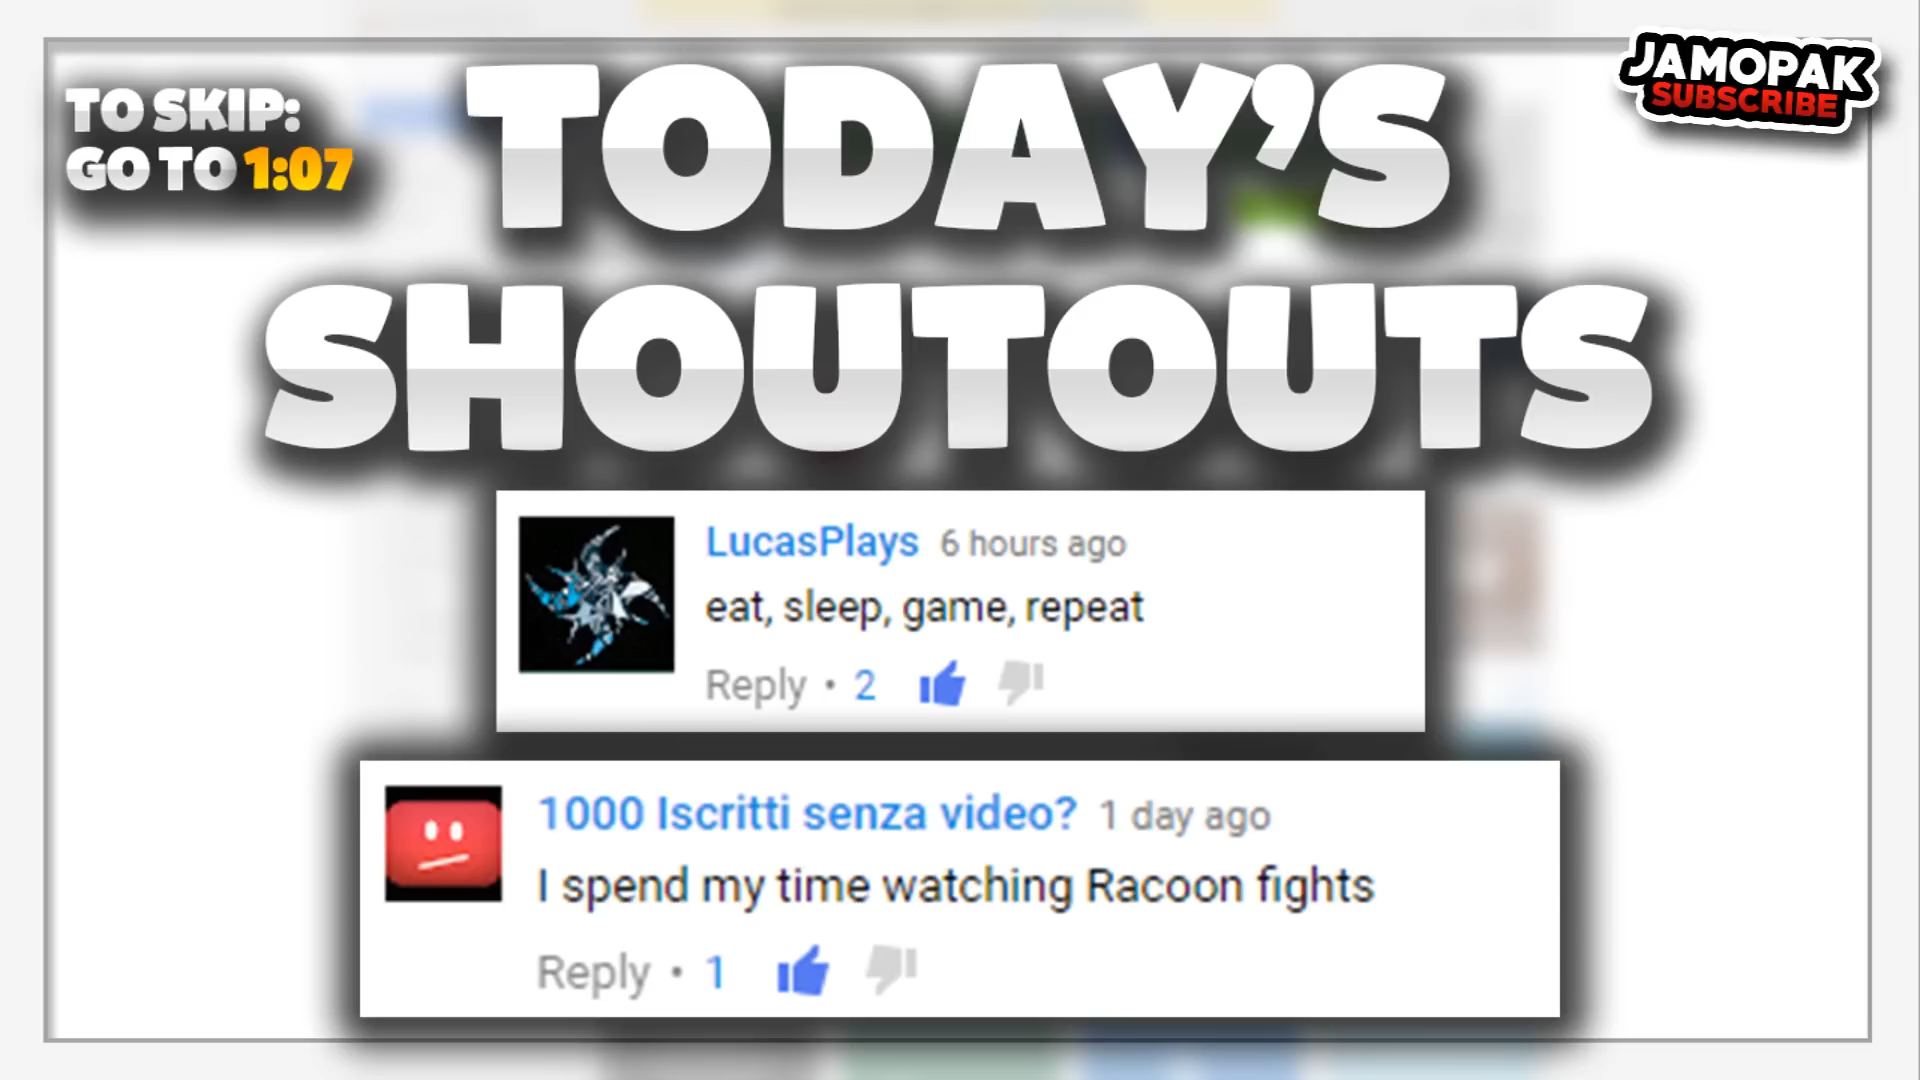 TO SKIP:
GO TO 1:07
TODAY'S
SHOUTOUTS
JAMOPAK
SUBSCRIBE
LucasPlays 6 hours ago
eat, sleep, game, repeat
Reply • 2
1000 Iscritti senza video? 1 day ago
I spend my time watching Racoon fights
Reply • 1